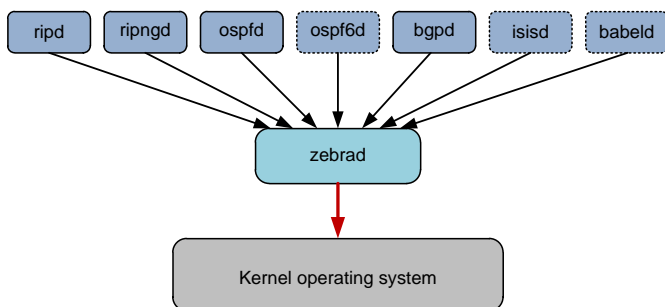 ripd
ripngd
ospfd
ospf6d
bgpd
isisd
babeld
zebrad
Kernel operating system